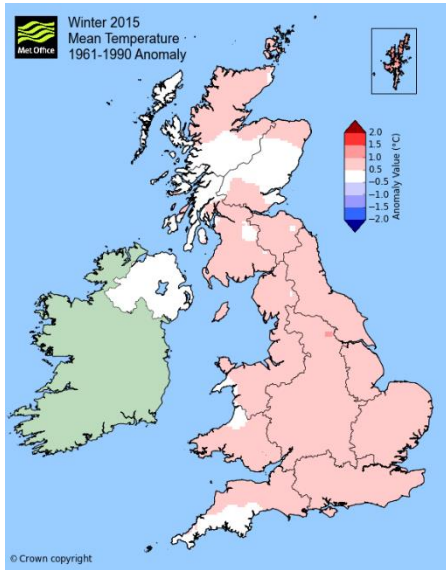 Met Office
Winter 2015
Mean Temperature
1961-1990 Anomaly
2.0
1.5
1.0
0.5
−0.5
−1.0
−1.5
−2.0
Anomaly Value (°C)
© Crown copyright